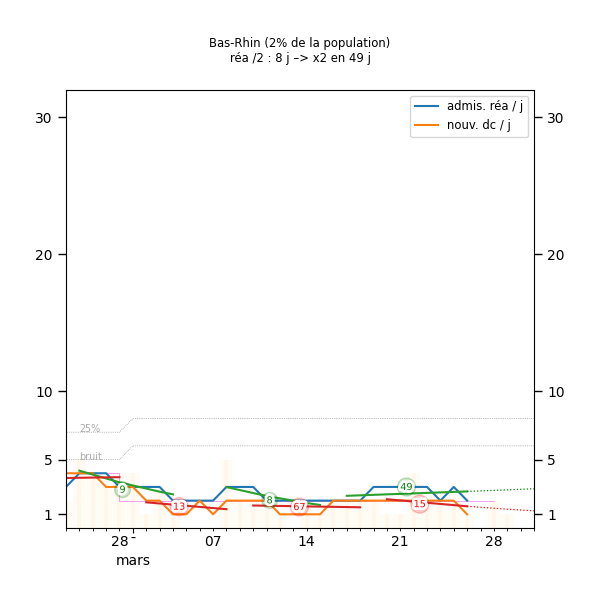 Bas-Rhin (2% de la population)
réa /2 : 8 j –> x2 en 49 j
admis. réa / j
nouv. dc / j
30 30
20 20
10 10
25%
bruit
5 5
9 13 8 67 49 15
1 1
28 07 14 21 28
mars